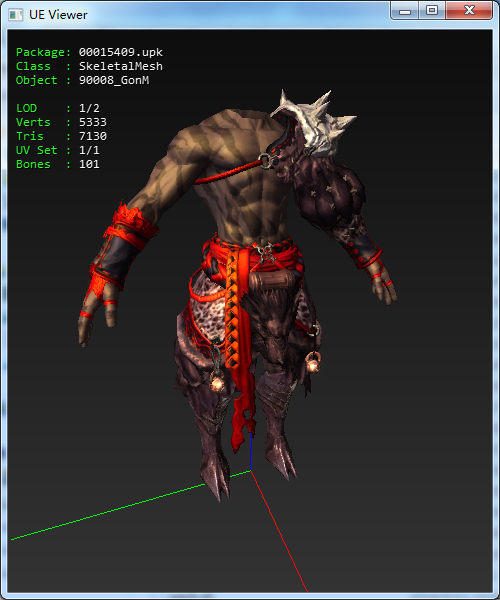 UE Viewer
Package: 00015409.upk
Class : SkeletalMesh
Object : 90008_GonM
LOD : 1/2
Verts : 5333
Tris : 7130
UV Set : 1/1
Bones : 101